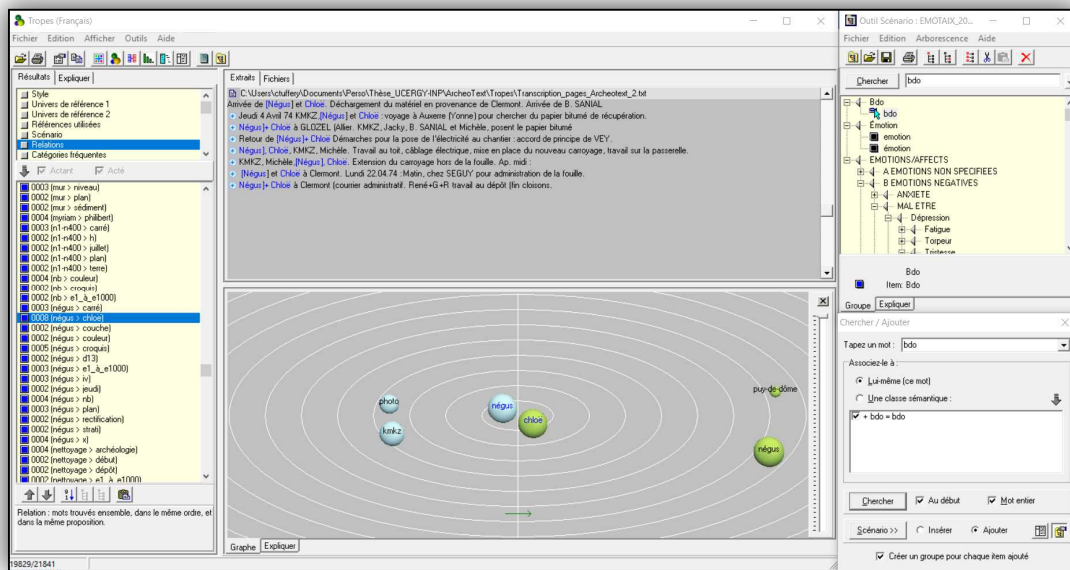 Tropes (Français)
Fichier Edition Afficher Outils Aide
Résultats Expliquer
Style
Univers de référence 1
Univers de référence 2
Références utilisées
Scénario
Relations
Catégories fréquentes
Actant Acté
0003 (mur > niveau)
0002 (mur > plan)
0002 (mur > sédiment)
0004 (myriam > philibert)
0003 (n1-n400 > carré)
0002 (n1-n400 > h)
0002 (n1-n400 > juillet)
0002 (n1-n400 > plan)
0002 (n1-n400 > terre)
0004 (nb > couleur)
0002 (nb > croquis)
0002 (nb > e1_à_e1000)
0003 (négus > carré)
0008 (négus > chloë)
0002 (négus > couche)
0002 (négus > couleur)
0005 (négus > croquis)
0002 (négus > d13)
0003 (négus > e1_à_e1000)
0003 (négus > iv)
0002 (négus > jeudi)
0004 (négus > nb)
0003 (négus > plan)
0002 (négus > rectification)
0002 (négus > strati)
0004 (négus > x)
0004 (nettoyage > archéologie)
0002 (nettoyage > début)
0002 (nettoyage > dépôt)
0002 (nettoyage > e1_à_e1000)
Relation : mots trouvés ensemble, dans le même ordre, et
dans la même proposition.
19829/21841
Extraits Fichiers
C:\Users\ctuffery\Documents\Perso\Thèse_UCERGY-INP\ArcheoText\Tropes\Transcription_pages_Archeotext_2.txt
Arrivée de [Négus] et Chloë. Déchargement du matériel en provenance de Clermont. Arrivée de B. SANIAL
Jeudi 4 Avril 74 KMKZ,[Négus] et Chloë : voyage à Auxerre (Yonne) pour chercher du papier bitumé de récupération.
Négus]+ Chloë à GLOZEL (Allier. KMKZ, Jacky, B. SANIAL et Michèle, posent le papier bitumé
Retour de [Négus]+ Chloë Démarches pour la pose de l'électricité au chantier : accord de principe de VEY.
Négus], Chloë, KMKZ, Michèle. Travail au toit, câblage électrique, mise en place du nouveau carroyage, travail sur la passerelle.
KMKZ, Michèle,[Négus], Chloë. Extension du carroyage hors de la fouille. Ap. midi :
[Négus] et Chloë à Clermont. Lundi 22.04.74 :Matin, chez SEGUY pour administration de la fouille.
Négus]+ Chloë à Clermont (courrier administratif. René+G+R travail au dépôt (fin cloisons.
photo
kmkz
négus
chloë
puy-de-dôme
négus
Graphe Expliquer
Outil Scénario : EMOTAIX_20...
Fichier Edition Arborescence Aide
Chercher bdo
Bdo
bdo
Émotion
emotion
émotion
EMOTIONS/AFFECTS
A EMOTIONS NON SPECIFIEES
B EMOTIONS NEGATIVES
ANXIETE
MAL ETRE
Dépression
Fatigue
Torpeur
Tristesse
Bdo
Item: Bdo
Groupe Expliquer
Chercher / Ajouter
Tapez un mot : bdo
Associez-le à :
Lui-même (ce mot)
Une classe sémantique :
+ bdo = bdo
Chercher Au début Mot entier
Scénario >> Insérer Ajouter
Créer un groupe pour chaque item ajouté